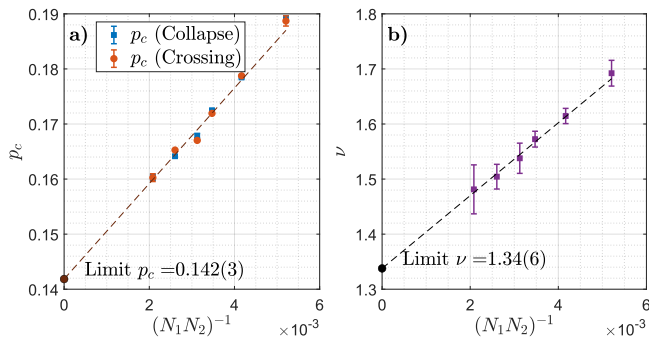 a)
p_c (Collapse)
p_c (Crossing)
0.19
0.18
0.17
0.16
0.15
0.14
p_c
Limit p_c =0.142(3)
0 2 4 6
(N_1N_2)^{-1}
×10^{-3}
b)
1.8
1.7
1.6
1.5
1.4
1.3
ν
Limit ν =1.34(6)
0 2 4 6
(N_1N_2)^{-1}
×10^{-3}